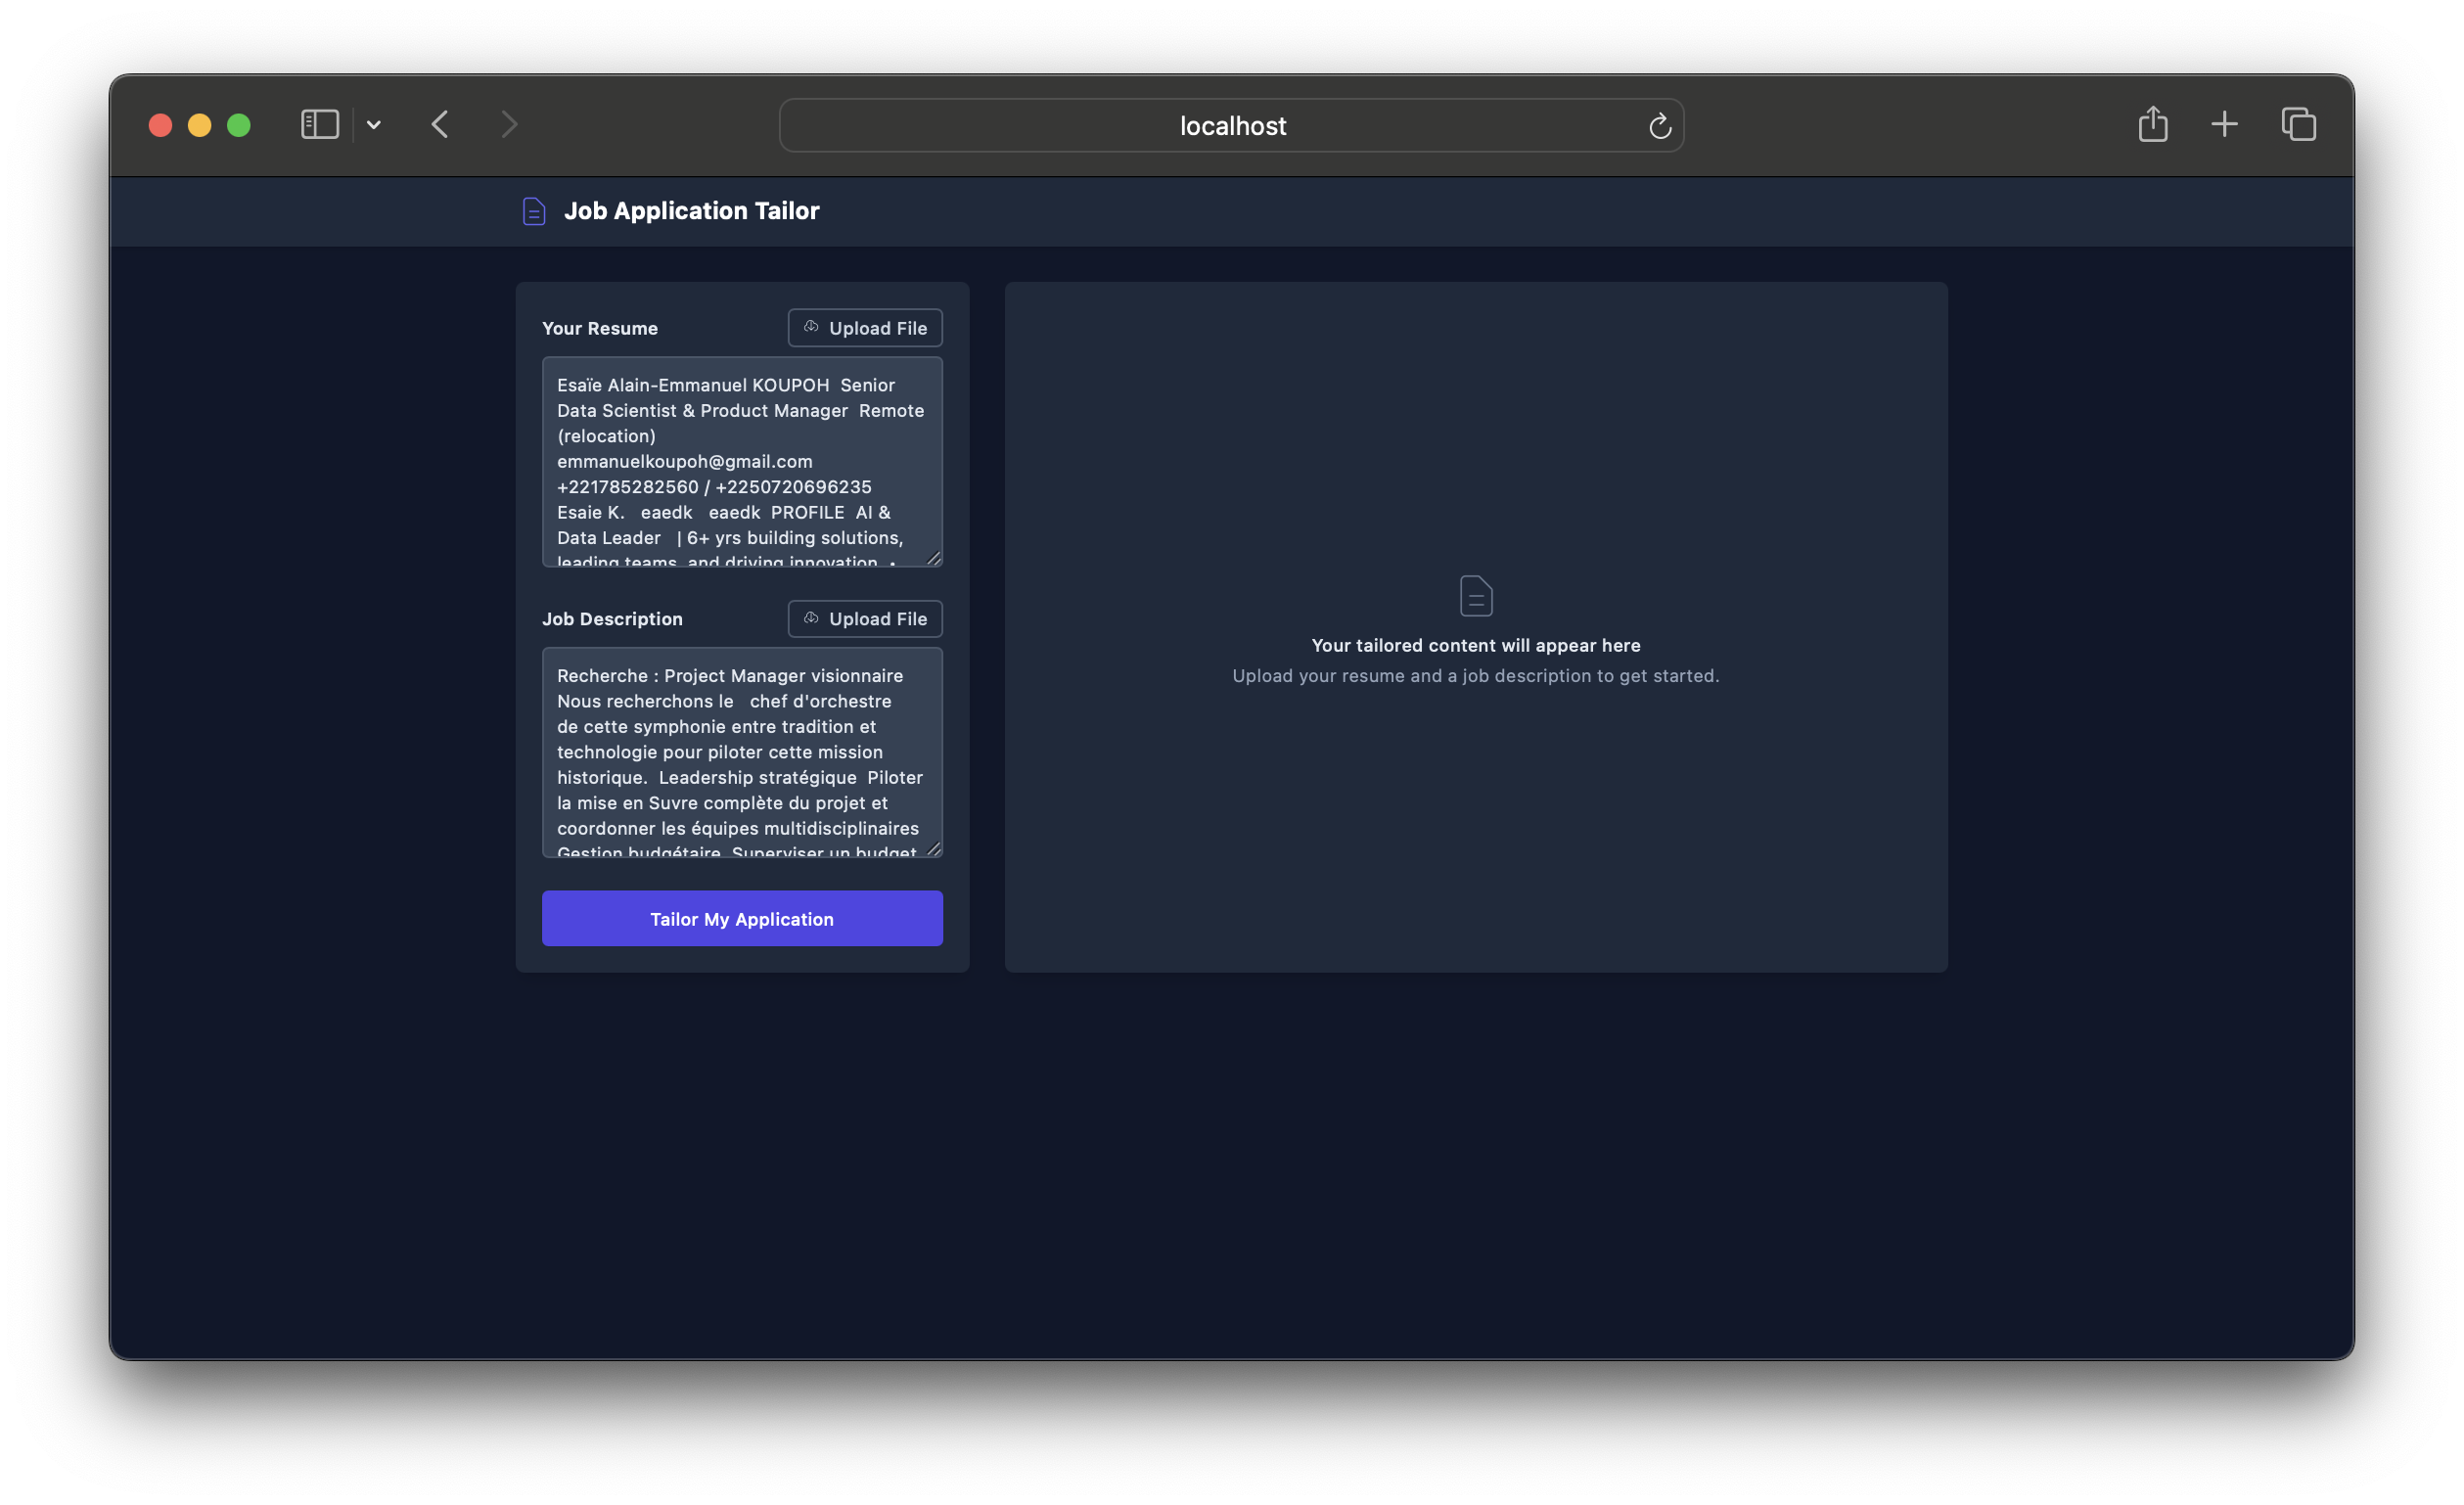 localhost
Job Application Tailor
Your Resume
Upload File
Esaïe Alain-Emmanuel KOUPOH  Senior
Data Scientist & Product Manager  Remote
(relocation)
emmanuelkoupoh@gmail.com
+221785282560 / +2250720696235
Esaie K.   eaedk   eaedk  PROFILE  AI &
Data Leader   | 6+ yrs building solutions,
leading teams, and driving innovation  •
Job Description
Upload File
Recherche : Project Manager visionnaire
Nous recherchons le   chef d'orchestre
de cette symphonie entre tradition et
technologie pour piloter cette mission
historique.  Leadership stratégique  Piloter
la mise en Suvre complète du projet et
coordonner les équipes multidisciplinaires
Gestion budgétaire  Superviser un budget
Tailor My Application
Your tailored content will appear here
Upload your resume and a job description to get started.